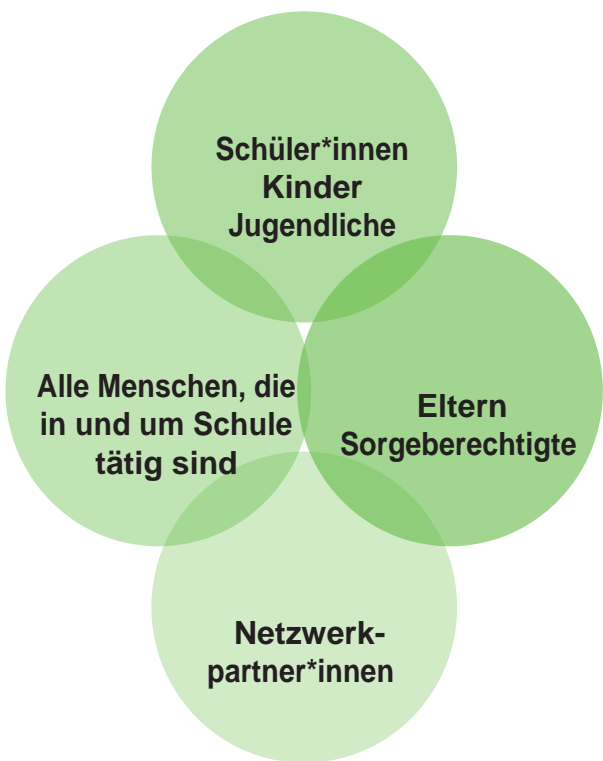 Schüler*innen
Kinder
Jugendliche
Alle Menschen, die
in und um Schule
tätig sind
Eltern
Sorgeberechtigte
Netzwerk-
partner*innen